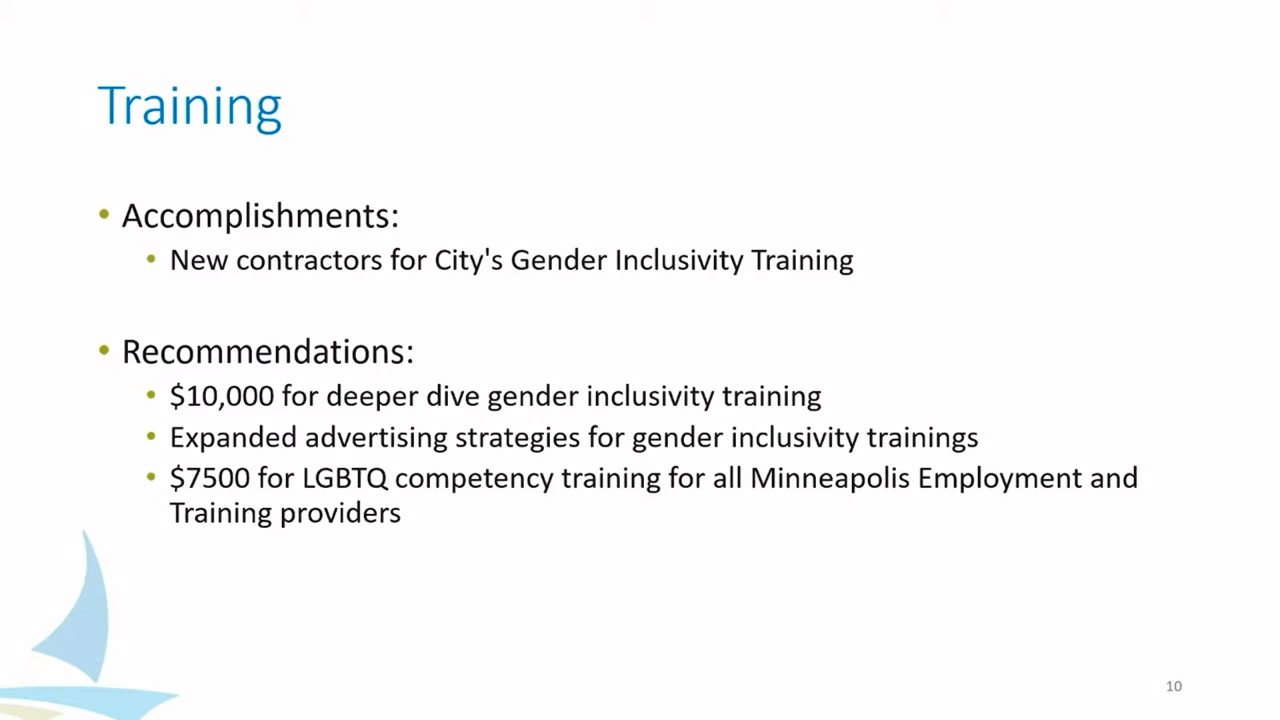 Training
• Accomplishments:
• New contractors for City's Gender Inclusivity Training
• Recommendations:
• $10,000 for deeper dive gender inclusivity training
• Expanded advertising strategies for gender inclusivity trainings
• $7500 for LGBTQ competency training for all Minneapolis Employment and
Training providers
10